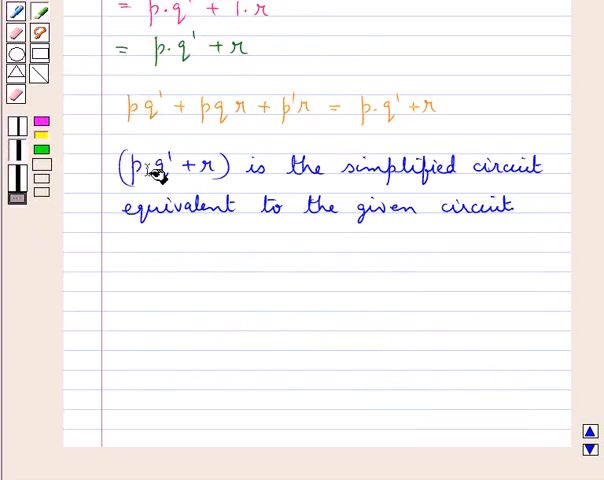 = p·q' + 1·r
= p·q' + r
pq' + pqr + p'r = p·q' + r
(p·q' + r) is the simplified circuit
equivalent to the given circuit.